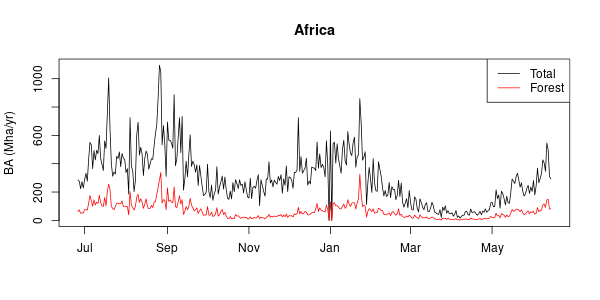 Africa
BA (Mha/yr)
1000
600
200
0
Total
Forest
Jul
Sep
Nov
Jan
Mar
May